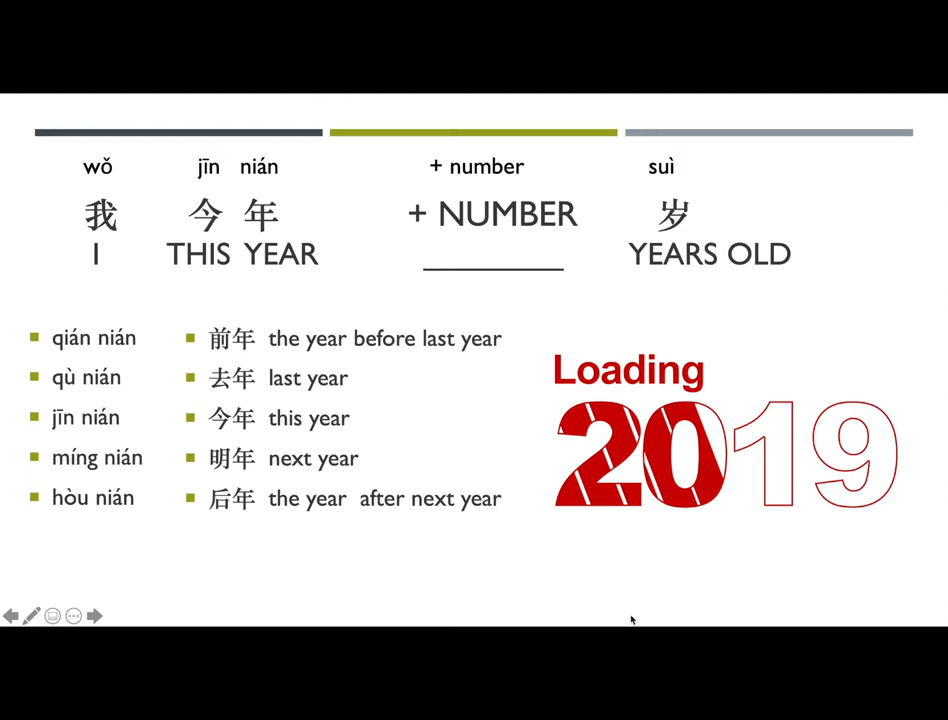 wǒ jīn nián + number suì
我 今 年 + NUMBER 岁
I THIS YEAR __________ YEARS OLD
qián nián 前年 the year before last year
qù nián 去年 last year
jīn nián 今年 this year
míng nián 明年 next year
hòu nián 后年 the year after next year
Loading
2019